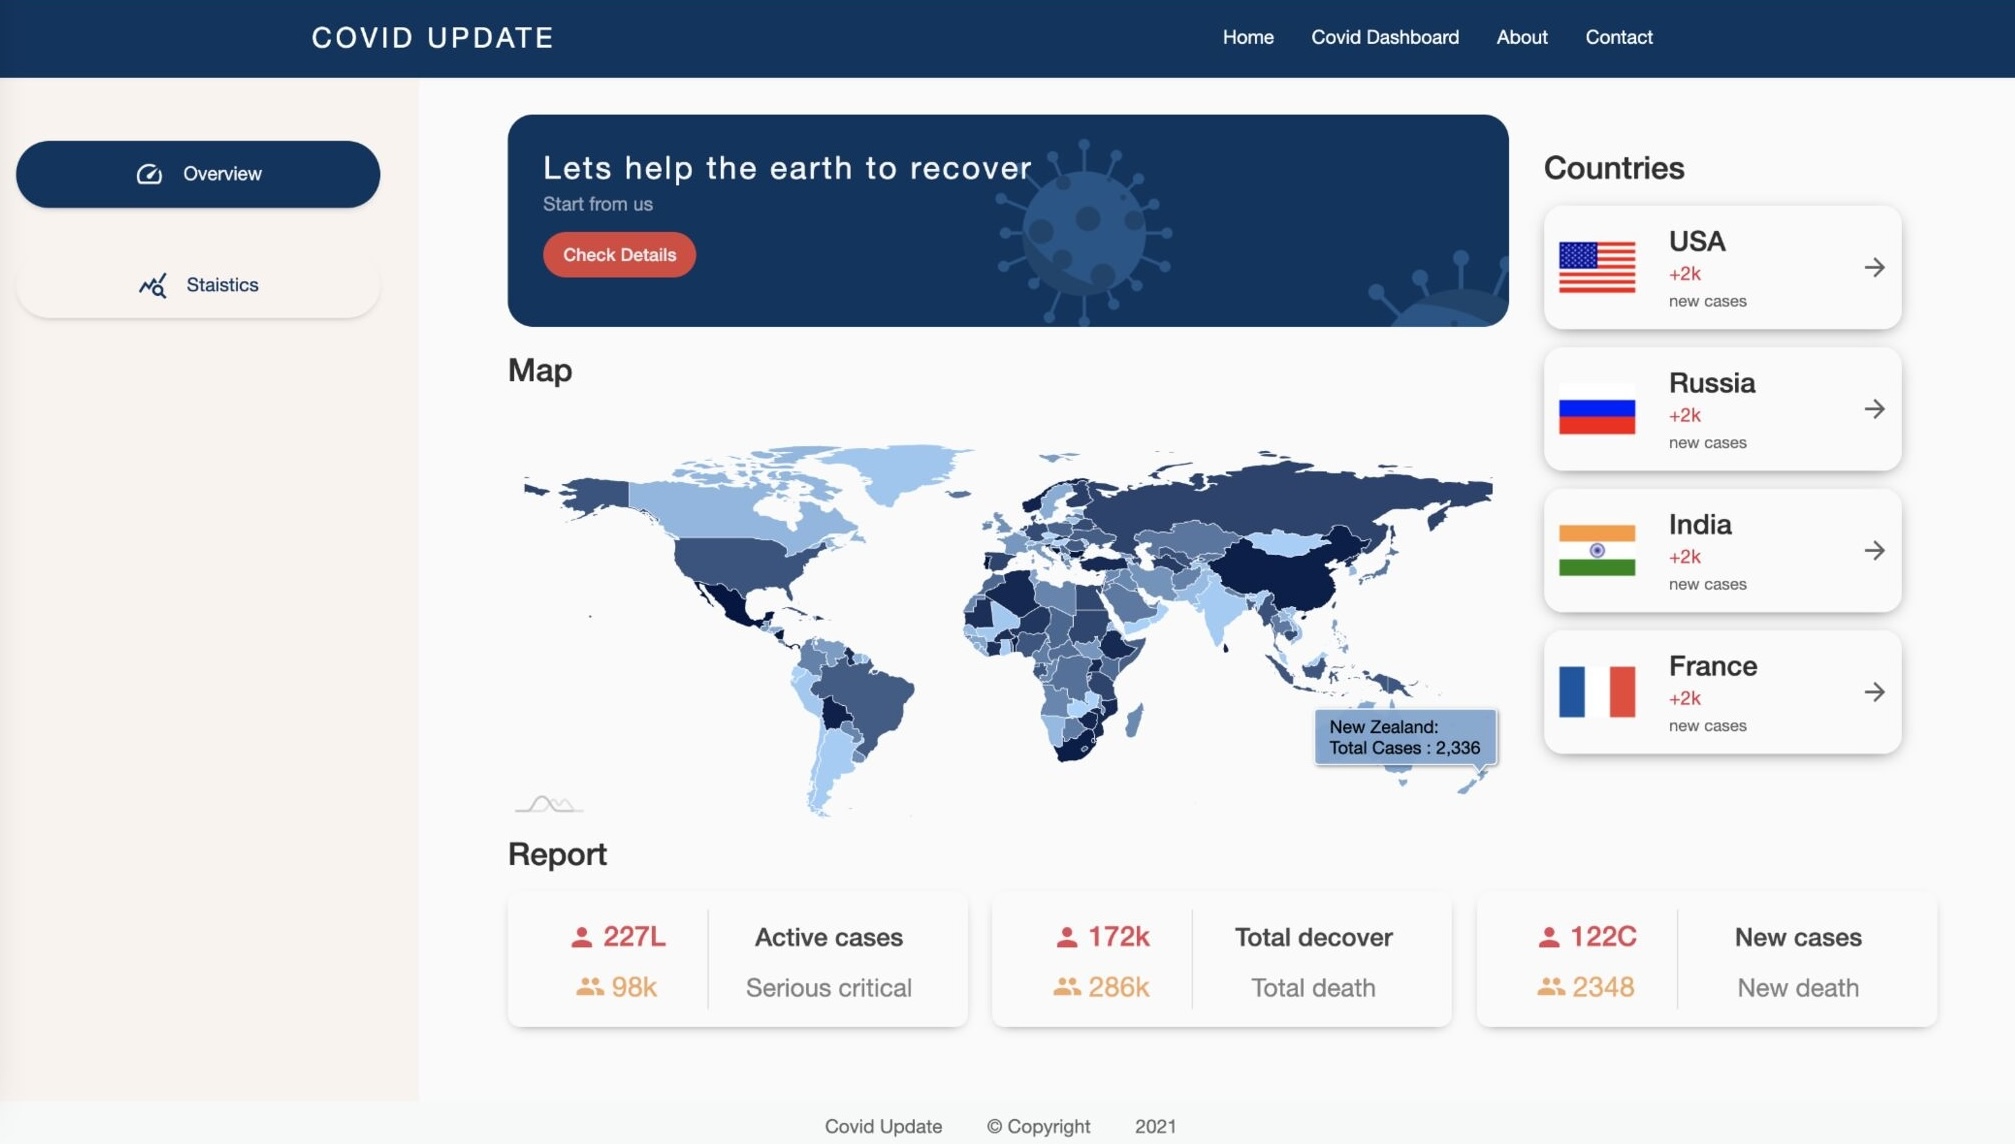 COVID UPDATE
Home
Covid Dashboard
About
Contact
Overview
Staistics
Lets help the earth to recover
Start from us
Check Details
Countries
USA
+2k
new cases
Russia
+2k
new cases
India
+2k
new cases
France
+2k
new cases
Map
New Zealand:
Total Cases : 2,336
Report
227L Active cases
98k Serious critical
172k Total decover
286k Total death
122C New cases
2348 New death
Covid Update © Copyright 2021